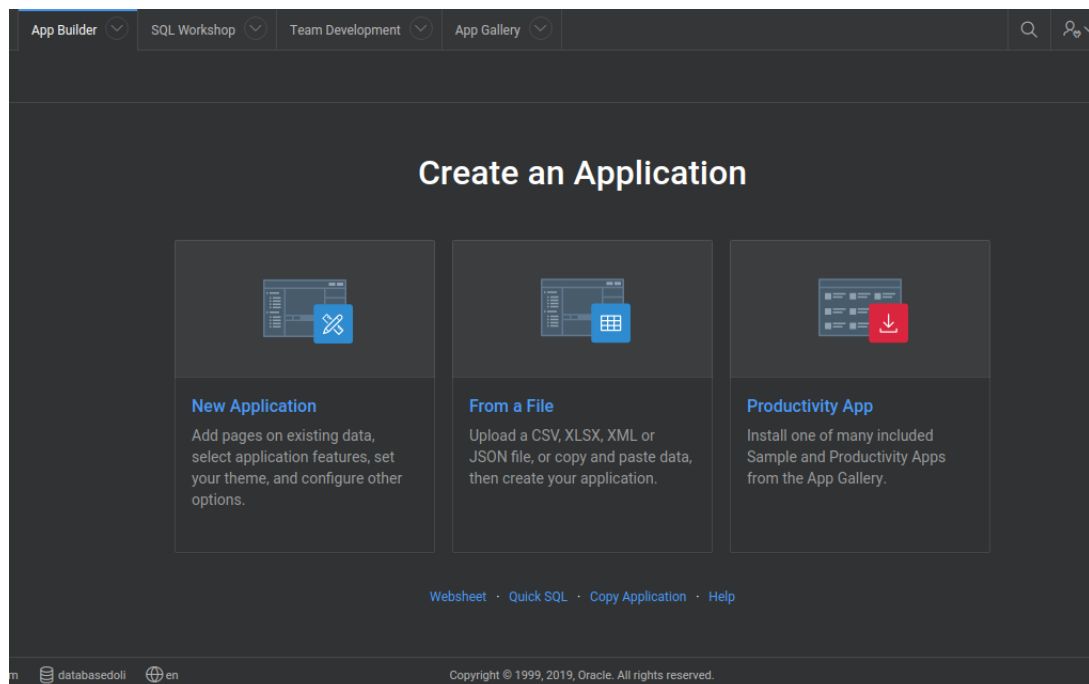 App Builder SQL Workshop Team Development App Gallery
Create an Application
New Application
Add pages on existing data,
select application features, set
your theme, and configure other
options.
From a File
Upload a CSV, XLSX, XML or
JSON file, or copy and paste data,
then create your application.
Productivity App
Install one of many included
Sample and Productivity Apps
from the App Gallery.
Websheet · Quick SQL · Copy Application · Help
m databasedoli en Copyright © 1999, 2019, Oracle. All rights reserved.